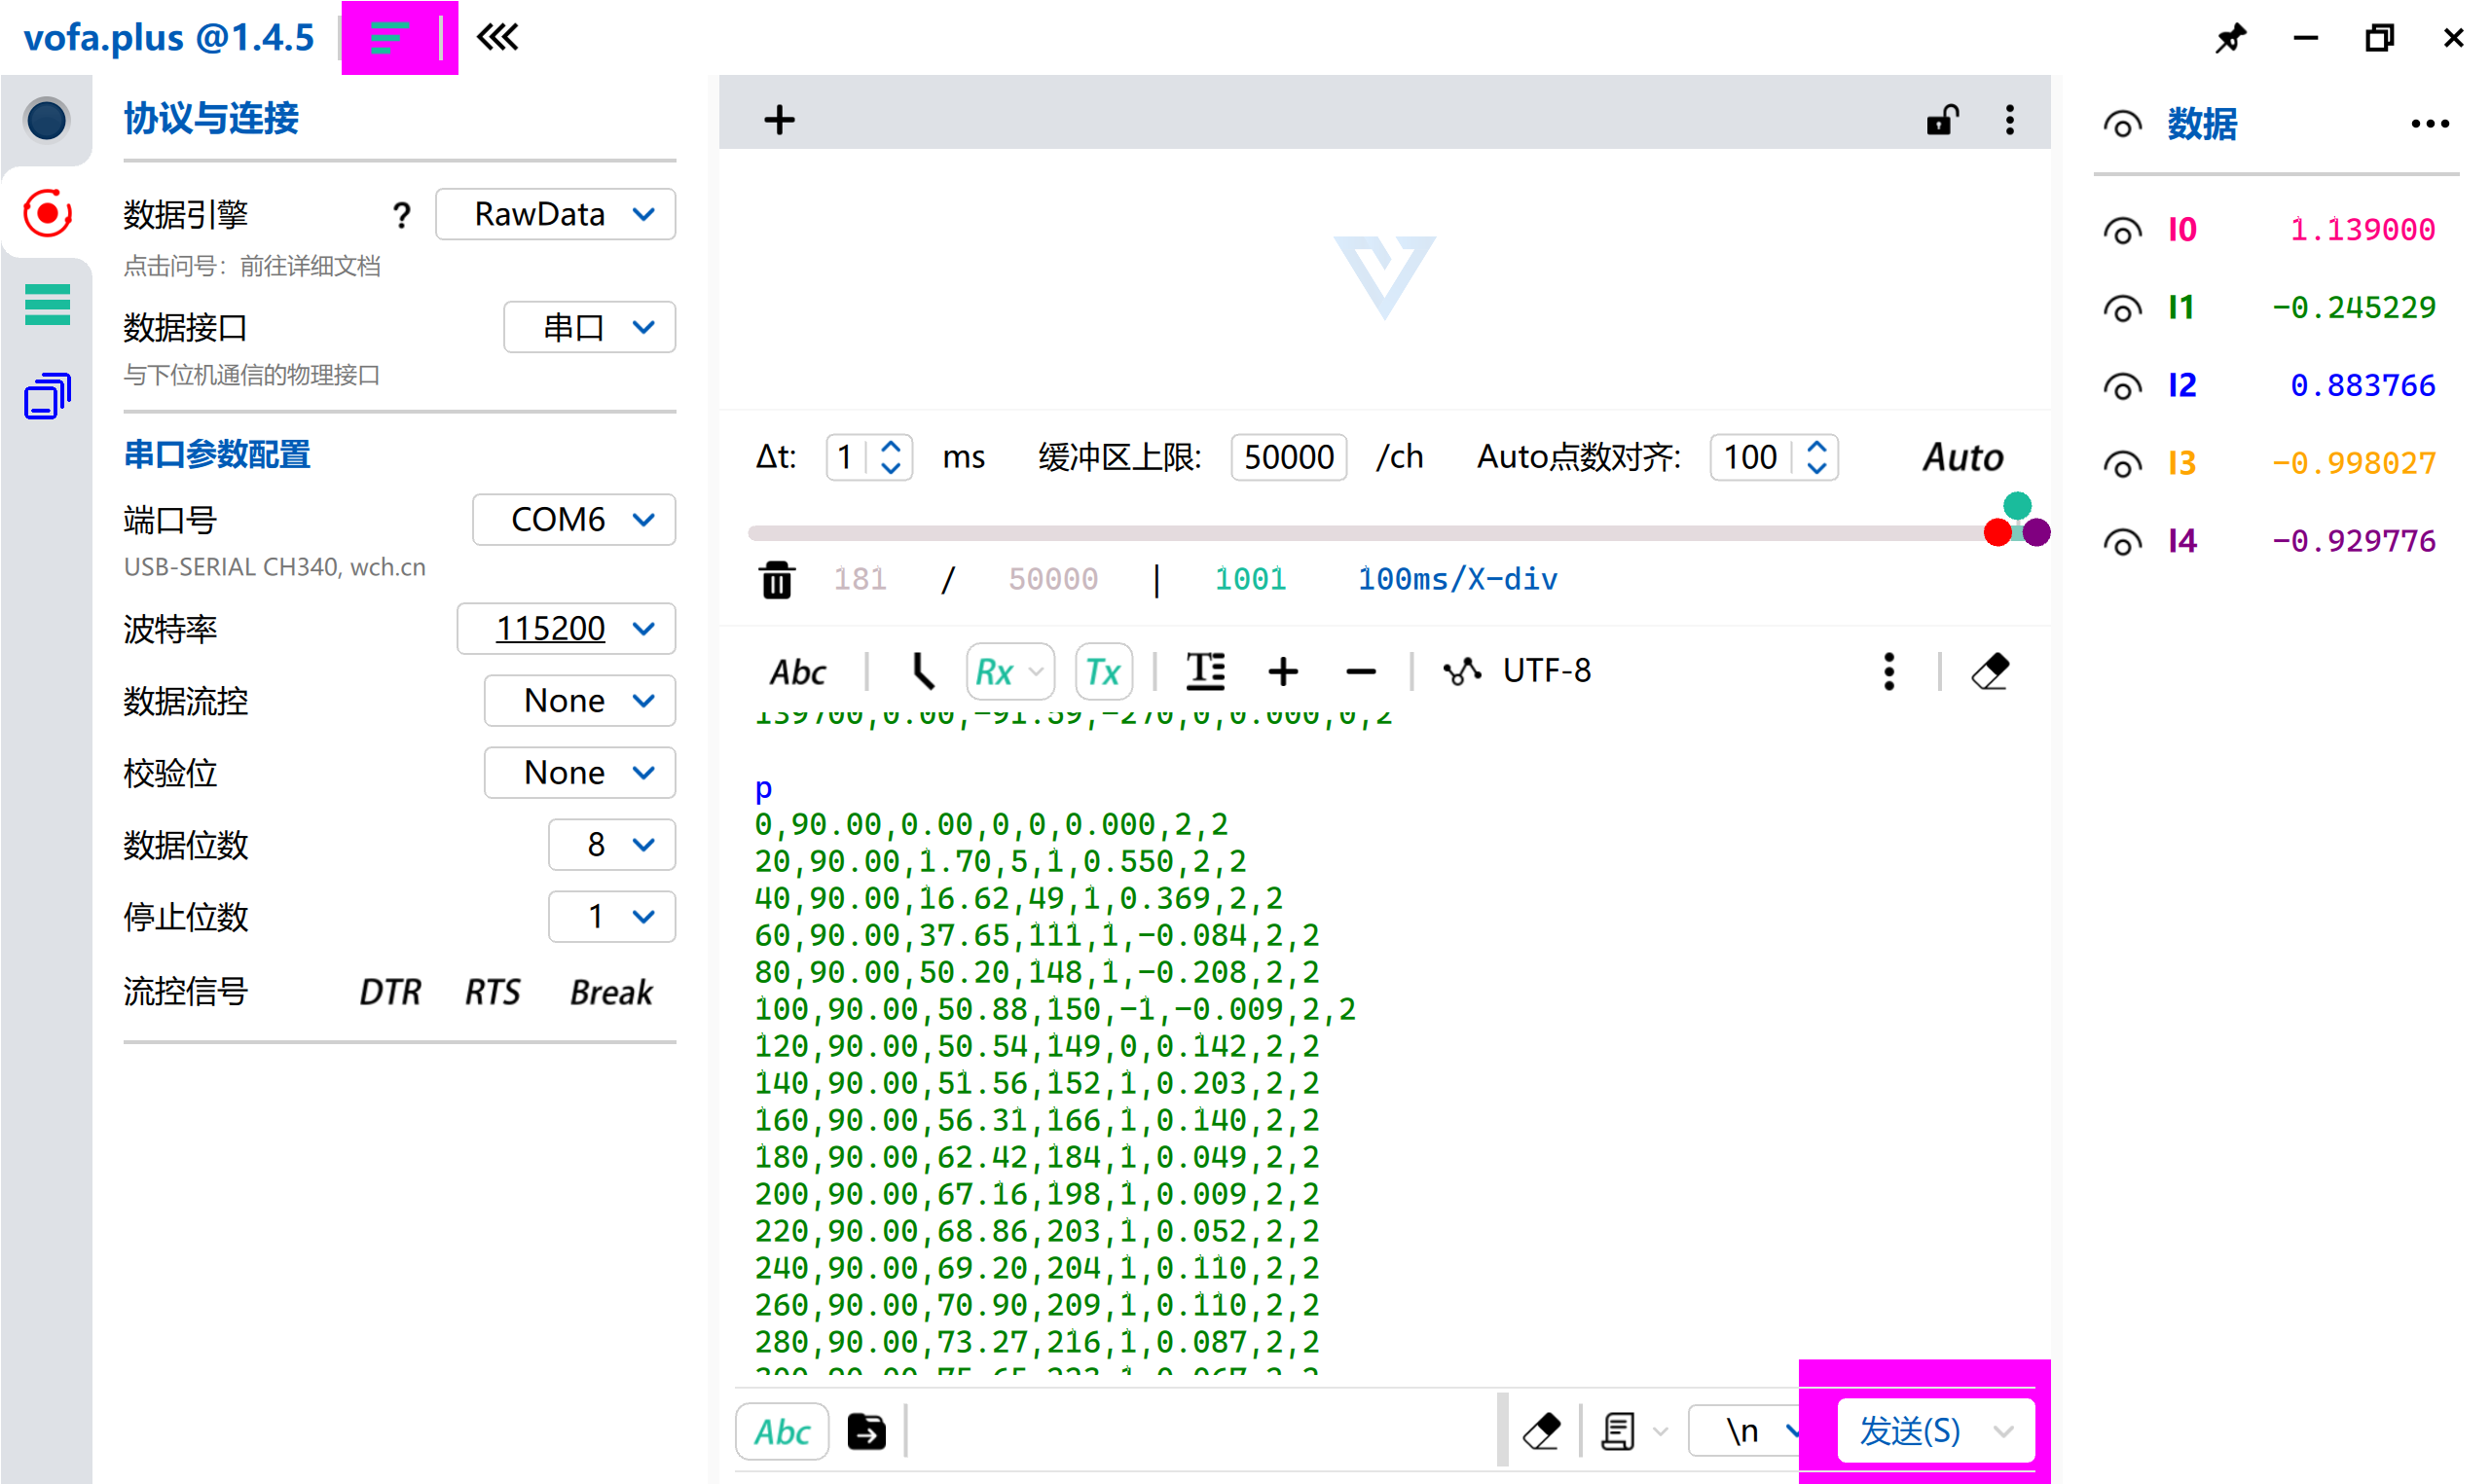 vofa.plus @1.4.5
协议与连接
数据引擎 ? RawData
点击问号：前往详细文档
数据接口 串口
与下位机通信的物理接口
串口参数配置
端口号 COM6
USB-SERIAL CH340, wch.cn
波特率 115200
数据流控 None
校验位 None
数据位数 8
停止位数 1
流控信号 DTR RTS Break
Δt: 1 ms 缓冲区上限: 50000 /ch Auto点数对齐: 100 Auto
181 / 50000 | 1001 100ms/X-div
Abc Rx Tx UTF-8
139700,0.00,-91.59,-270,0,0.000,0,2
p
0,90.00,0.00,0,0,0.000,2,2
20,90.00,1.70,5,1,0.550,2,2
40,90.00,16.62,49,1,0.369,2,2
60,90.00,37.65,111,1,-0.084,2,2
80,90.00,50.20,148,1,-0.208,2,2
100,90.00,50.88,150,-1,-0.009,2,2
120,90.00,50.54,149,0,0.142,2,2
140,90.00,51.56,152,1,0.203,2,2
160,90.00,56.31,166,1,0.140,2,2
180,90.00,62.42,184,1,0.049,2,2
200,90.00,67.16,198,1,0.009,2,2
220,90.00,68.86,203,1,0.052,2,2
240,90.00,69.20,204,1,0.110,2,2
260,90.00,70.90,209,1,0.110,2,2
280,90.00,73.27,216,1,0.087,2,2
Abc \n 发送(S)
数据
I0 1.139000
I1 -0.245229
I2 0.883766
I3 -0.998027
I4 -0.929776